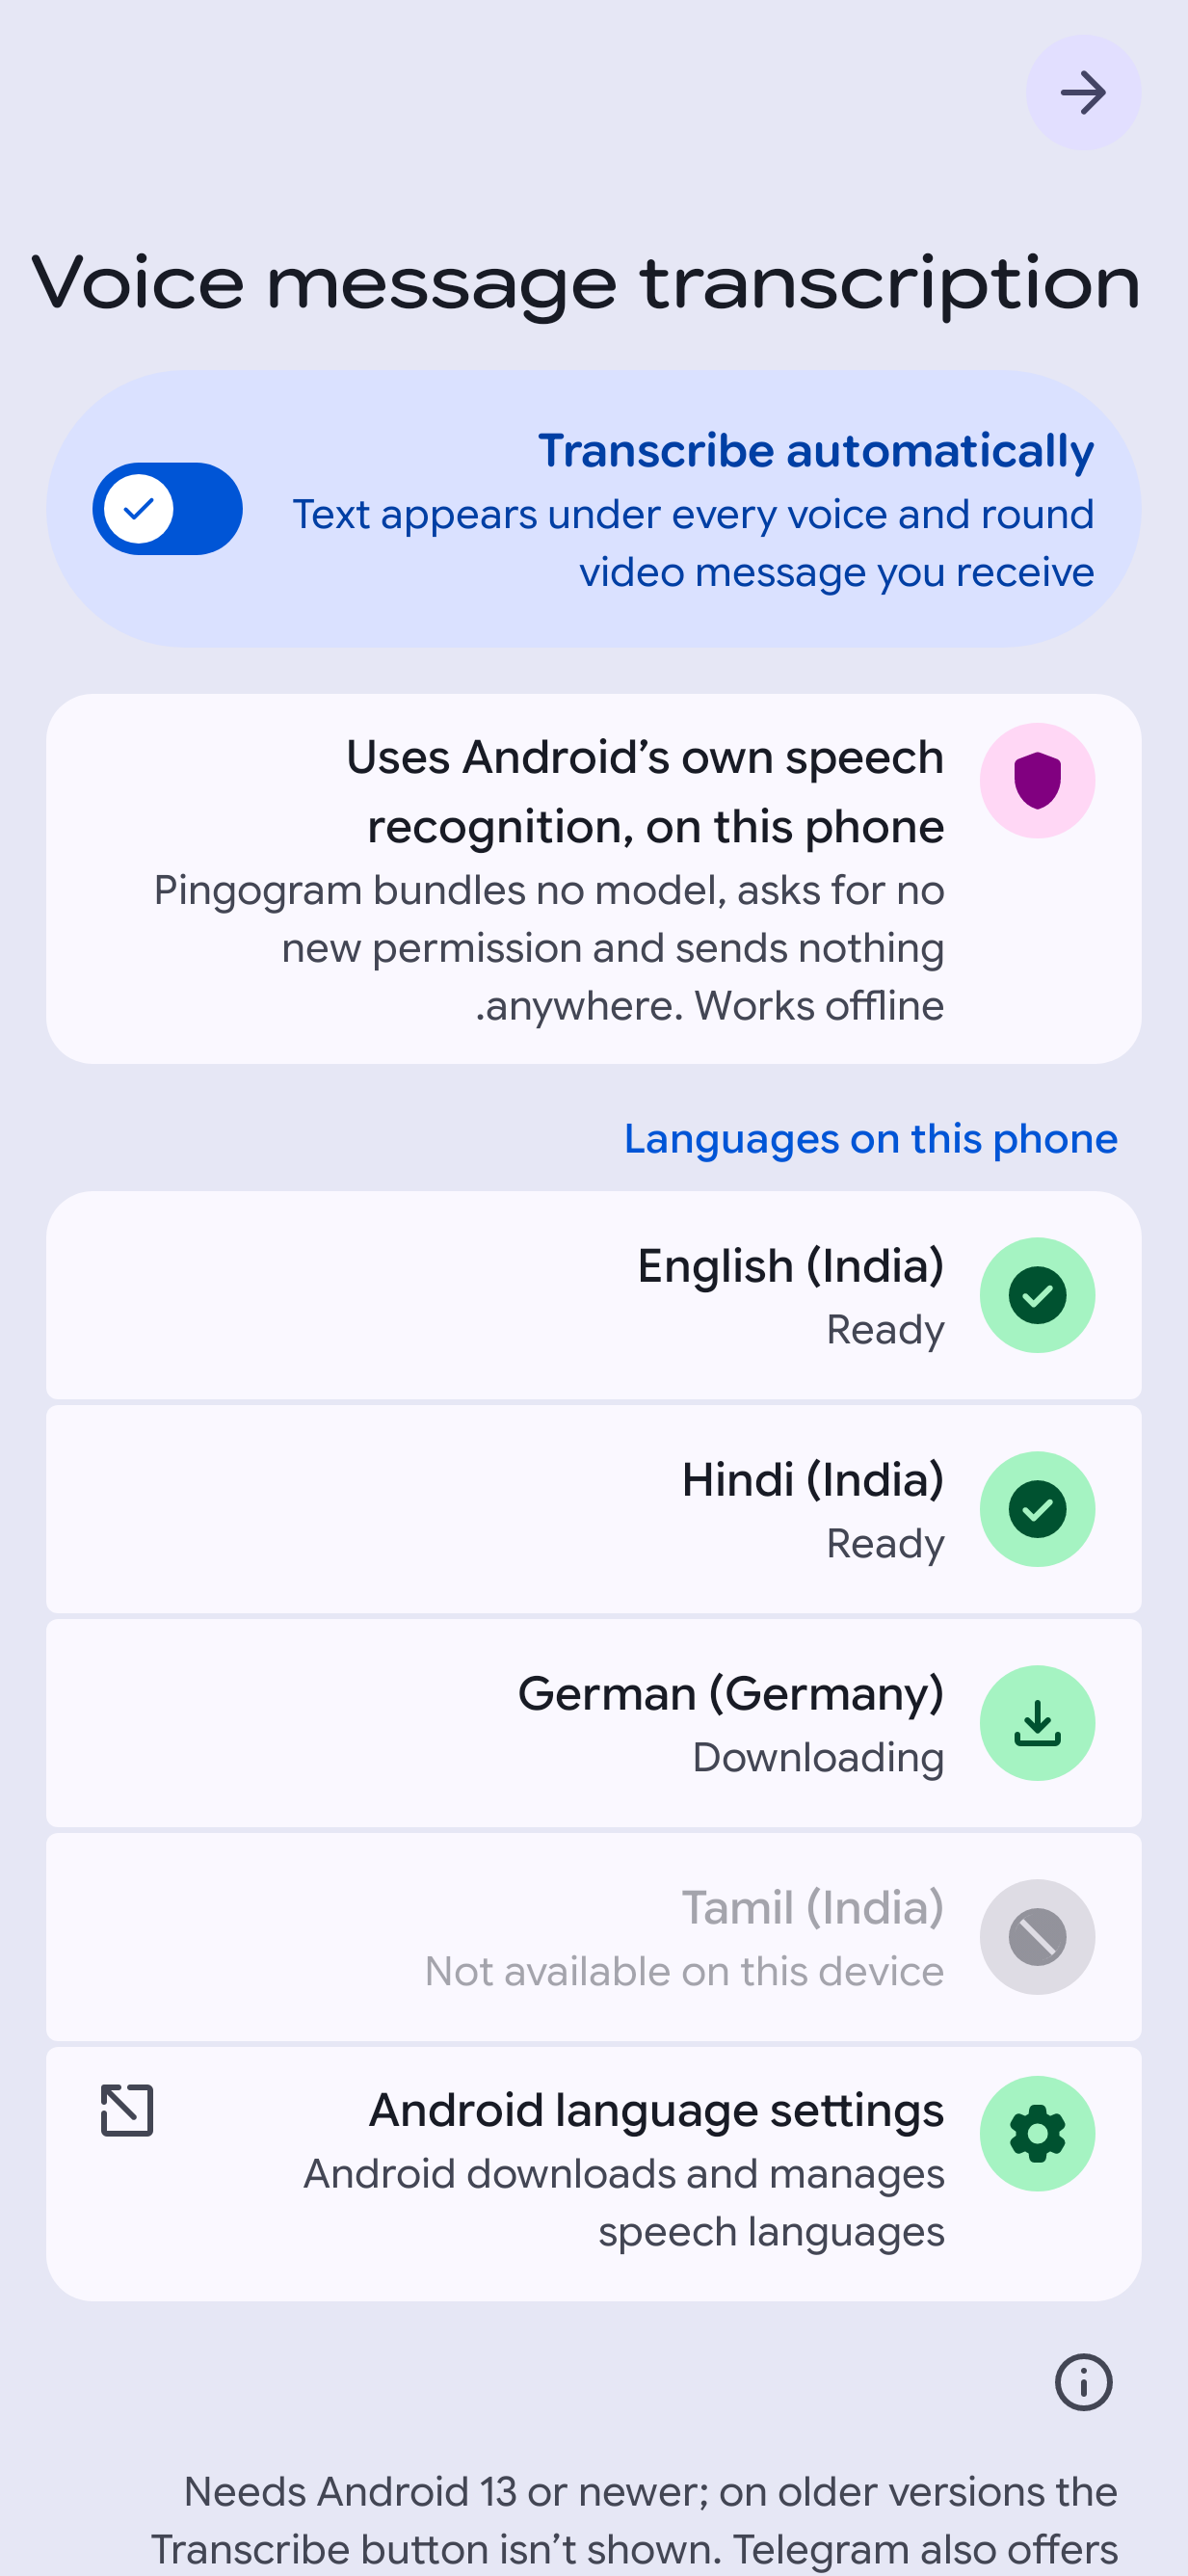 Voice message transcription
Transcribe automatically
Text appears under every voice and round
video message you receive
Uses Android’s own speech
recognition, on this phone
Pingogram bundles no model, asks for no
new permission and sends nothing
.anywhere. Works offline
Languages on this phone
English (India)
Ready
Hindi (India)
Ready
German (Germany)
Downloading
Tamil (India)
Not available on this device
Android language settings
Android downloads and manages
speech languages
Needs Android 13 or newer; on older versions the
Transcribe button isn’t shown. Telegram also offers